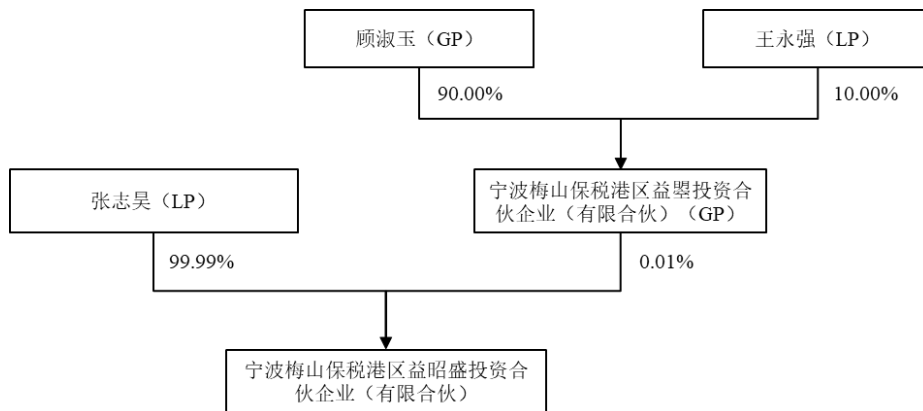 顾淑玉（GP）
王永强（LP）
90.00%
10.00%
张志昊（LP）
宁波梅山保税港区益曌投资合
伙企业（有限合伙）（GP）
99.99%
0.01%
宁波梅山保税港区益昭盛投资合
伙企业（有限合伙）